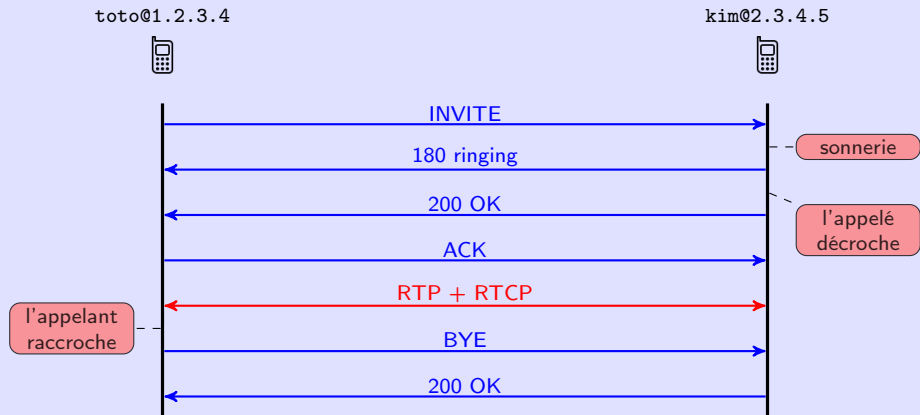 toto@1.2.3.4
kim@2.3.4.5
INVITE
sonnerie
180 ringing
200 OK
l'appelé
décroche
ACK
RTP + RTCP
l'appelant
raccroche
BYE
200 OK